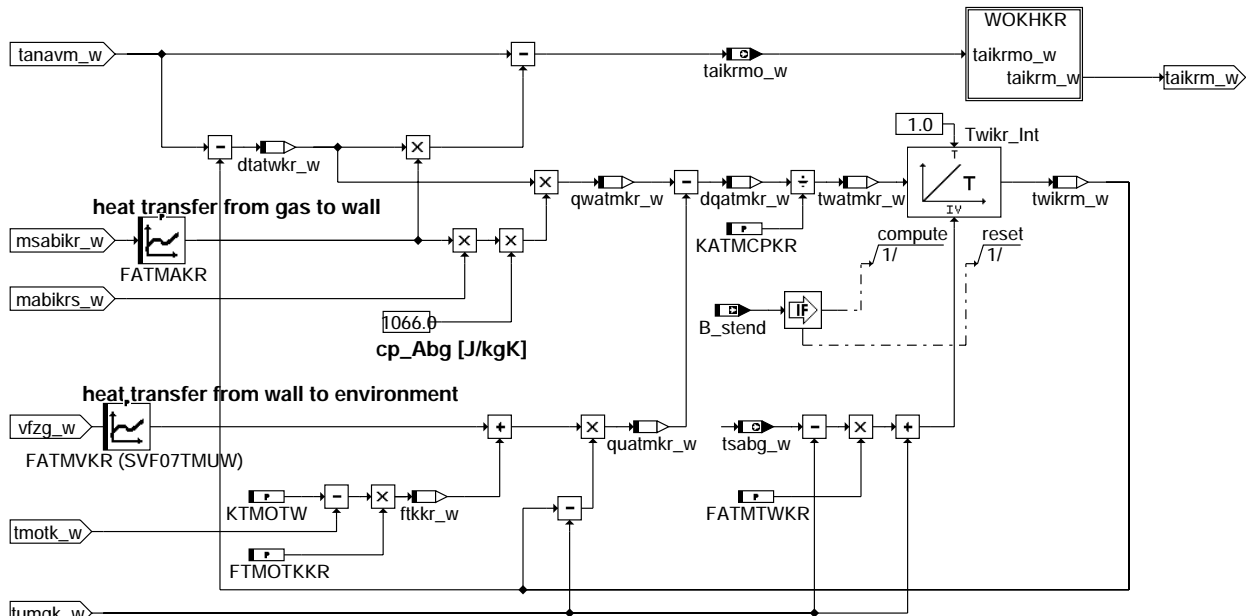 WOKHKR
tanavm_w
taikrmo_w
taikrmo_w
taikrm_w
taikrm_w
1.0
Twikr_Int
T
dtatwkr_w
T
qwatmkr_w
dqatmkr_w
twatmkr_w
twikrm_w
IV
heat transfer from gas to wall
P
P
KATMCPKR
msabikr_w
FATMAKR
compute
reset
1/
1/
mabikrs_w
IF
B_stend
1066.0
cp_Abg [J/kgK]
heat transfer from wall to environment
P
vfzg_w
quatmkr_w
tsabg_w
FATMVKR (SVF07TMUW)
P
P
KTMOTW
ftkkr_w
FATMTWKR
tmotk_w
P
FTMOTKKR
tumgk_w